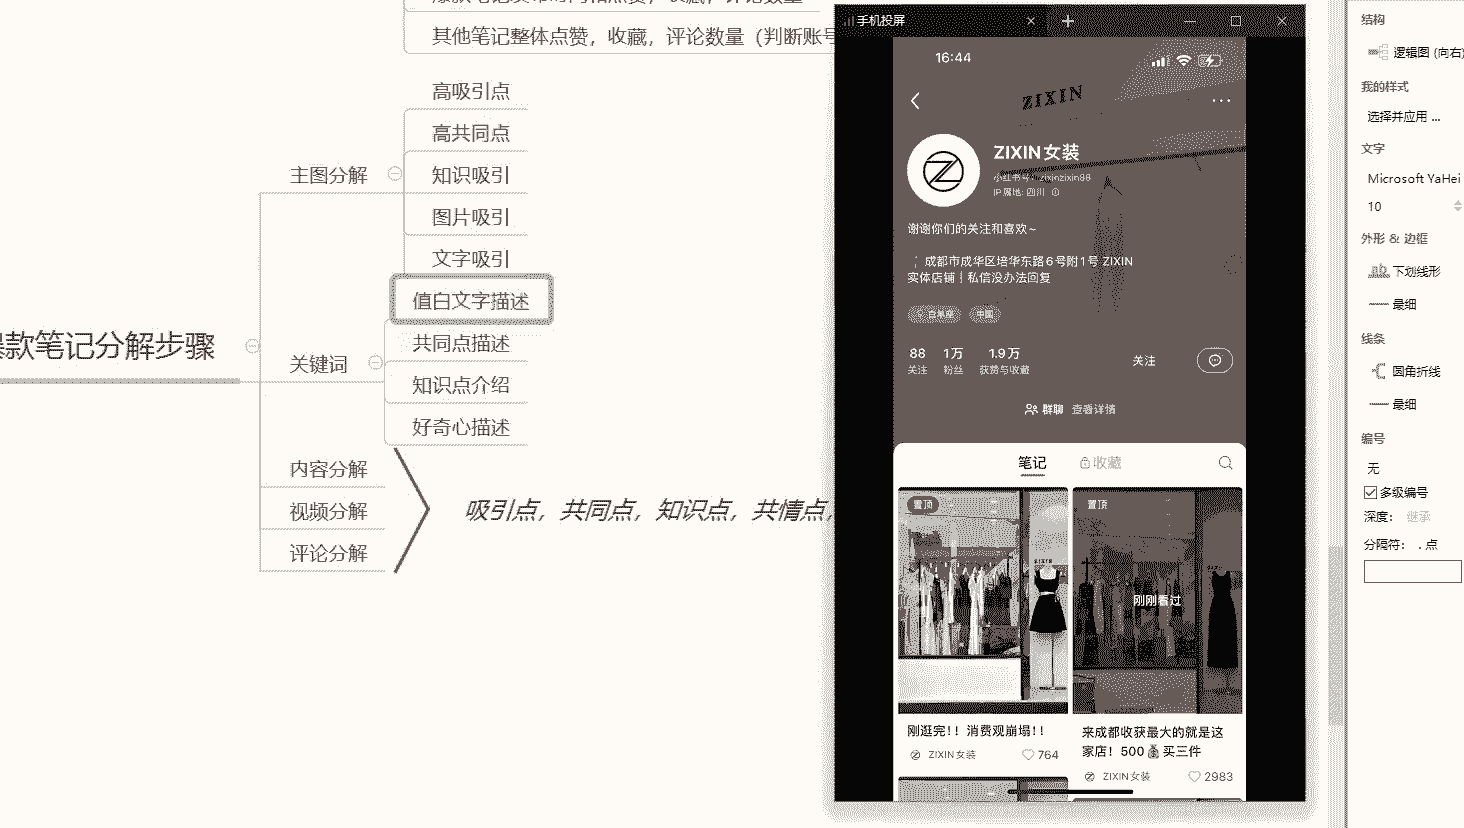 其他笔记整体点赞，收藏，评论数量（判断账号
高吸引点
高共同点
主图分解
知识吸引
图片吸引
文字吸引
值白文字描述
款笔记分解步骤
关键词
共同点描述
知识点介绍
好奇心描述
内容分解
视频分解
评论分解
吸引点，共同点，知识点，共情点，
手机投屏
16:44
ZIXIN
ZIXIN女装
小红书号：zixinzixin88
IP属地：四川
谢谢你们的关注和喜欢~
成都市成华区培华东路6号附1号 ZIXIN
实体店铺｜私信没办法回复
中国
88 1万 1.9万
关注 粉丝 获赞与收藏
关注
群聊 查看详情
笔记 收藏
置顶
置顶
刚刚看过
刚逛完！！消费观崩塌！！
ZIXIN女装 764
来成都收获最大的就是这
家店！500💰买三件
ZIXIN女装 2983
结构
逻辑图 (向右)
我的样式
选择并应用 ...
文字
Microsoft YaHei
10
外形 & 边框
下划线形
最细
线条
圆角折线
最细
编号
无
多级编号
深度： 继承
分隔符： . 点